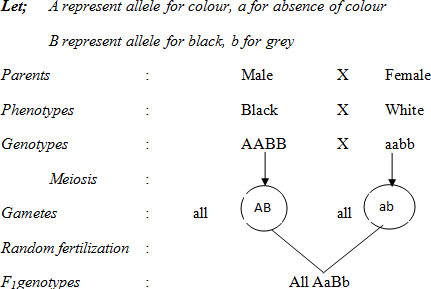 Let; A represent allele for colour, a for absence of colour
B represent allele for black, b for grey
Parents : Male X Female
Phenotypes : Black X White
Genotypes : AABB X aabb
Meiosis :
Gametes : all AB all ab
Random fertilization :
F1genotypes : All AaBb